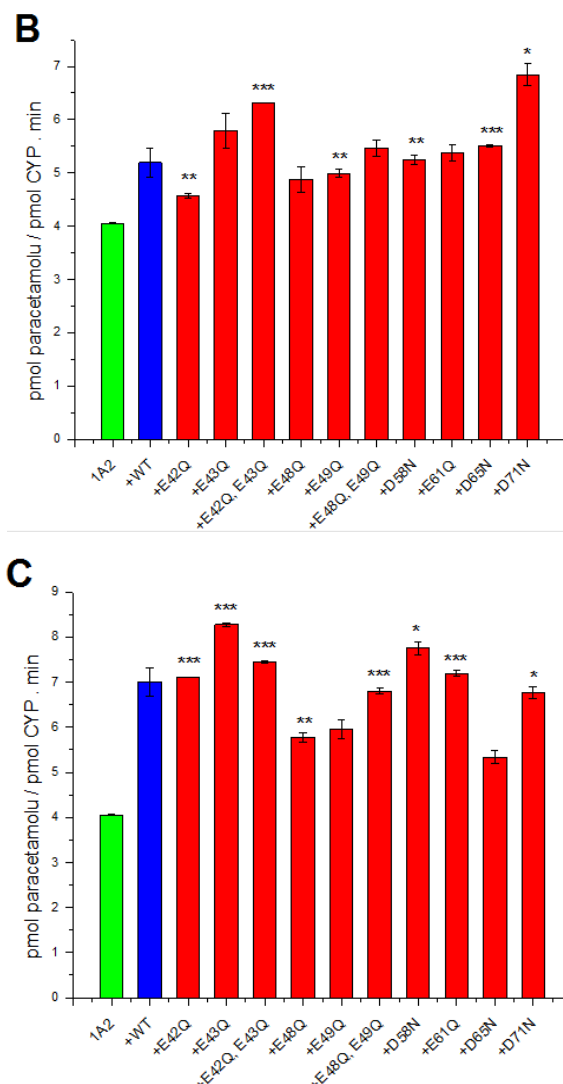 B
pmol paracetamolu / pmol CYP . min
7
6
5
4
3
2
1
0
**
***
**
**
***
*
1A2
+WT
+E42Q
+E43Q
+E42Q, E43Q
+E48Q
+E49Q
+E48Q, E49Q
+D58N
+E61Q
+D65N
+D71N
C
pmol paracetamolu / pmol CYP . min
9
8
7
6
5
4
3
2
1
0
***
***
***
**
***
*
***
*
1A2
+WT
+E42Q
+E43Q
+E42Q, E43Q
+E48Q
+E49Q
+E48Q, E49Q
+D58N
+E61Q
+D65N
+D71N